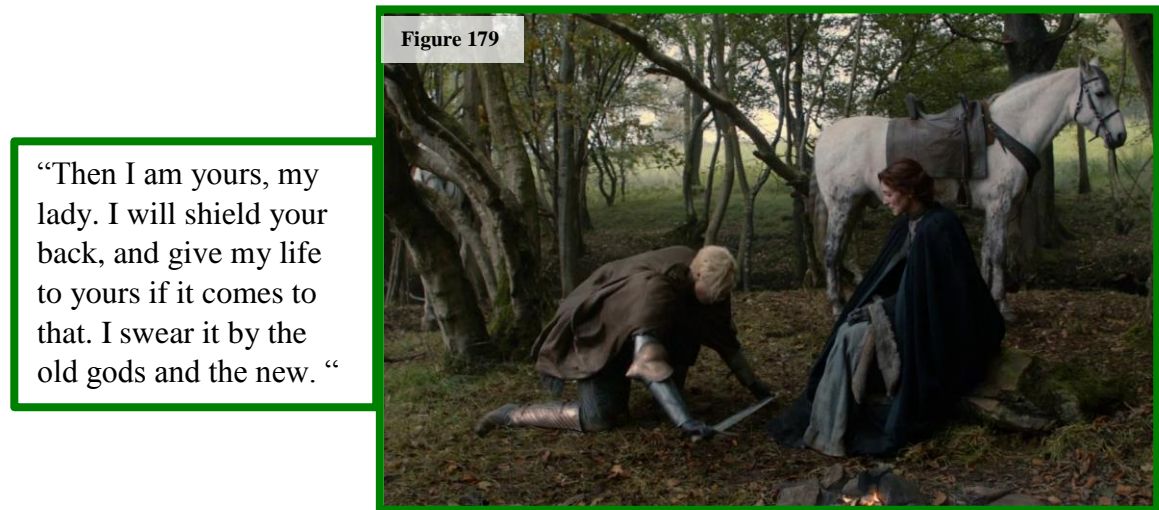 Figure 179
“Then I am yours, my
lady. I will shield your
back, and give my life
to yours if it comes to
that. I swear it by the
old gods and the new. “